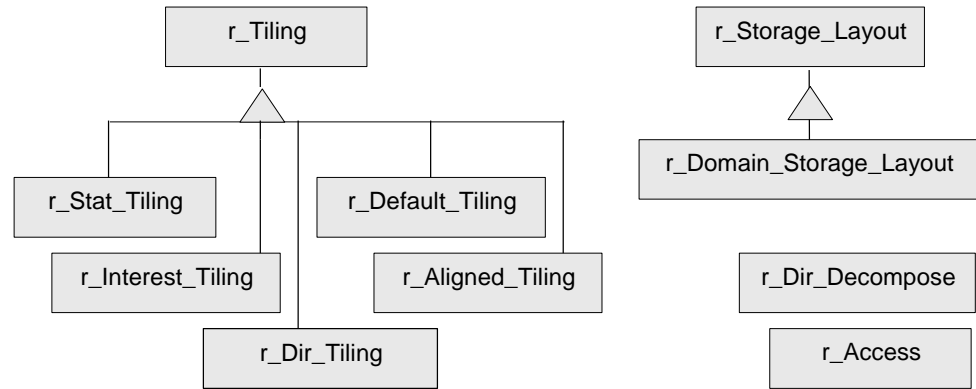 r_Tiling
r_Storage_Layout
r_Domain_Storage_Layout
r_Stat_Tiling
r_Default_Tiling
r_Interest_Tiling
r_Aligned_Tiling
r_Dir_Decompose
r_Dir_Tiling
r_Access